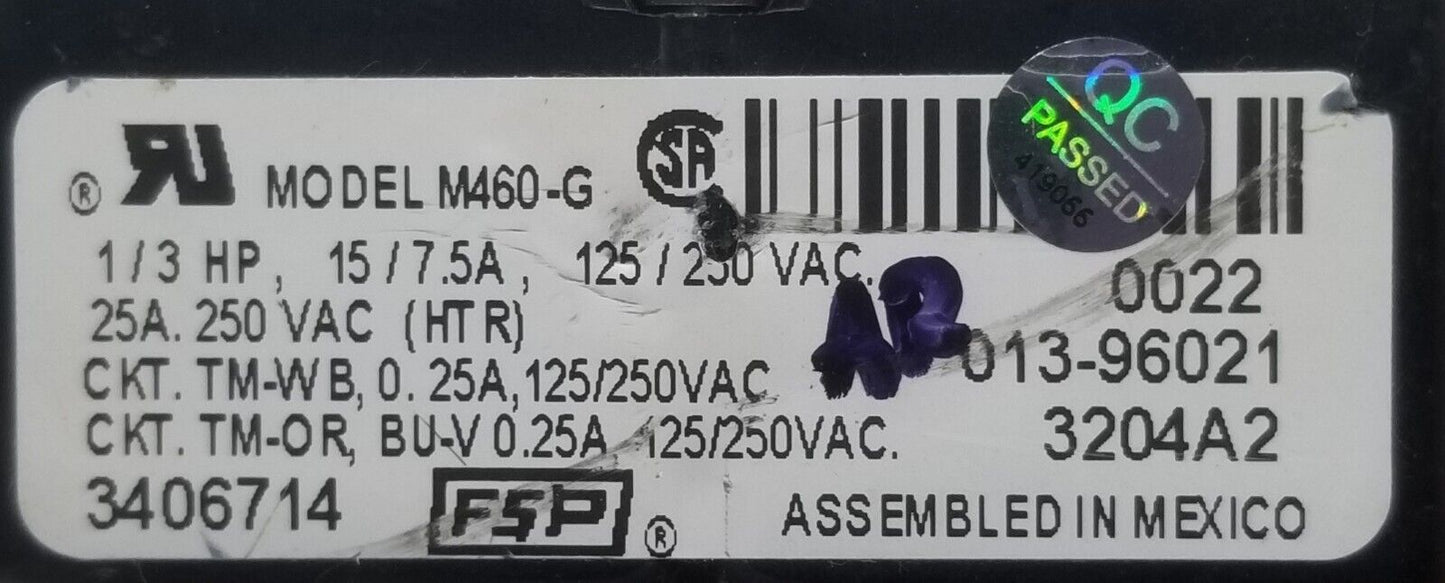 ® RU MODEL M460-G CSA
QC
PASSED
419066
1/3 HP, 15/7.5A, 125/250 VAC.
0022
25A. 250 VAC (HTR)
013-96021
CKT. TM-WB, 0.25A, 125/250VAC
CKT. TM-OR, BU-V 0.25A 125/250VAC.
3204A2
3406714 FSP ®
ASSEMBLED IN MEXICO